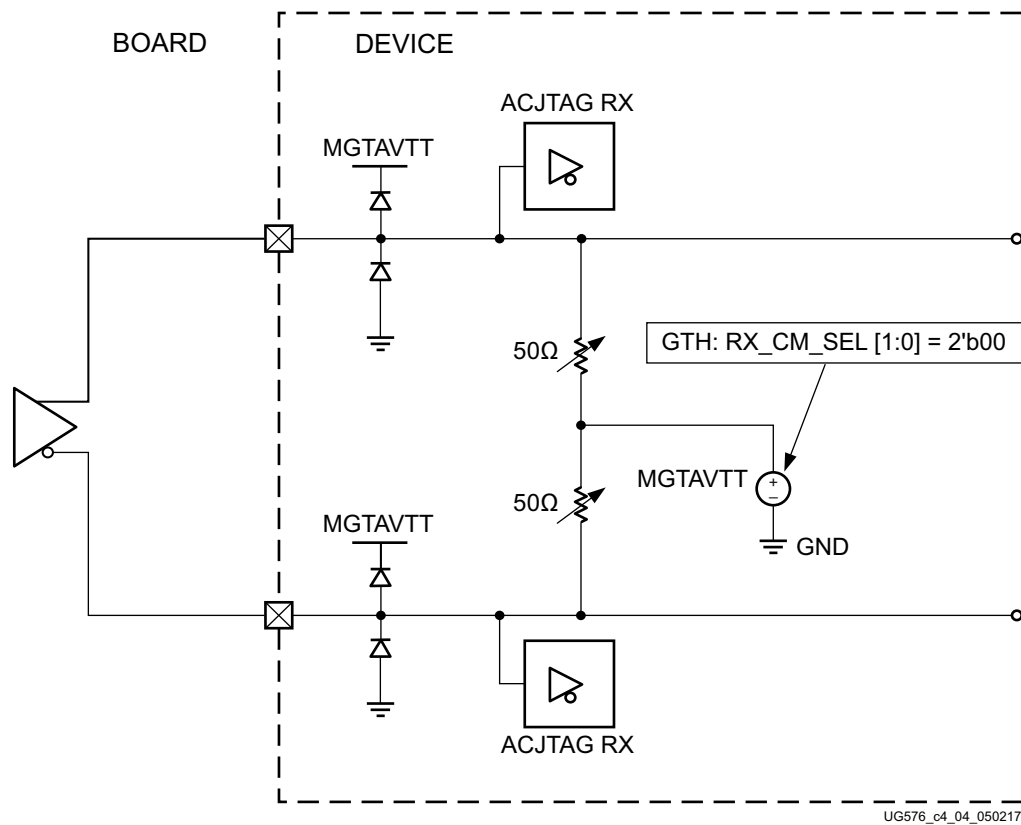 BOARD
DEVICE
ACJTAG RX
MGTAVTT
50Ω
GTH: RX_CM_SEL [1:0] = 2'b00
MGTAVTT
+
–
50Ω
MGTAVTT
GND
ACJTAG RX
UG576_c4_04_050217